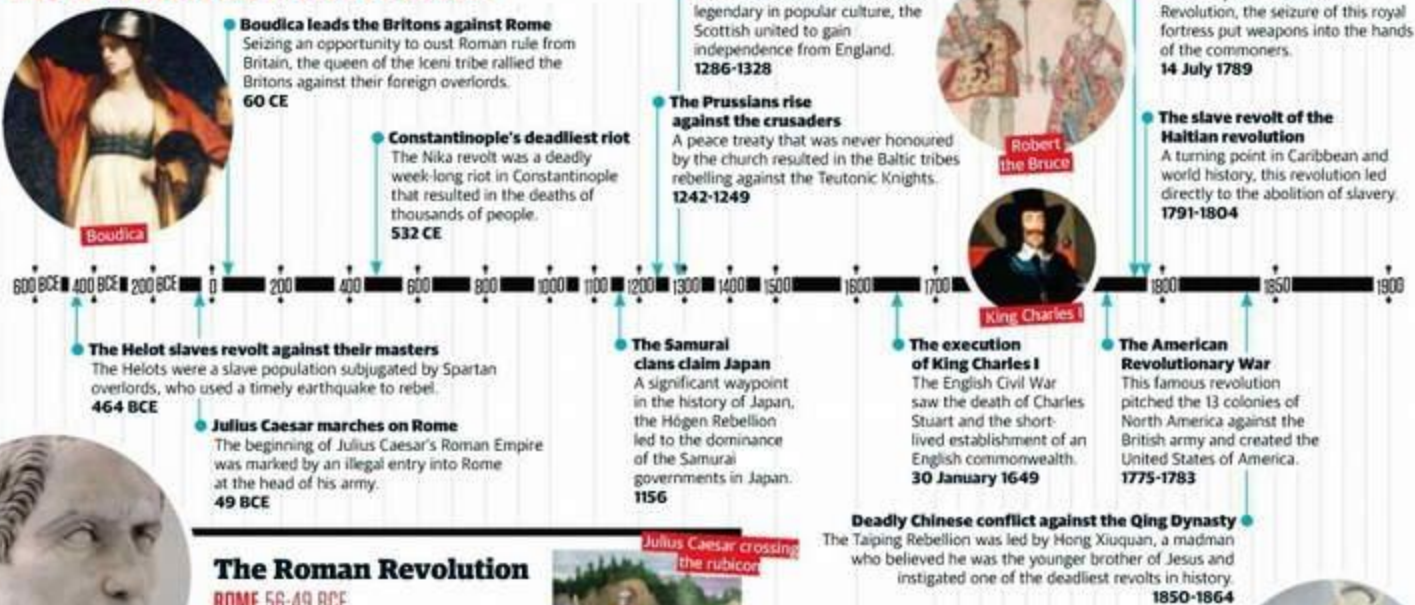 Boudica leads the Britons against Rome
Seizing an opportunity to oust Roman rule from
Britain, the queen of the Iceni tribe rallied the
Britons against their foreign overlords.
60 CE
Boudica
Constantinople's deadliest riot
The Nika revolt was a deadly
week-long riot in Constantinople
that resulted in the deaths of
thousands of people.
532 CE
legendary in popular culture, the
Scottish united to gain
independence from England.
1286-1328
The Prussians rise
against the crusaders
A peace treaty that was never honoured
by the church resulted in the Baltic tribes
rebelling against the Teutonic Knights.
1242-1249
Robert
the Bruce
King Charles I
Revolution, the seizure of this royal
fortress put weapons into the hands
of the commoners.
14 July 1789
The slave revolt of the
Haitian revolution
A turning point in Caribbean and
world history, this revolution led
directly to the abolition of slavery.
1791-1804
600 BCE 400 BCE 200 BCE 0 200 400 600 800 1000 1100 1200 1300 1400 1500 1600 1700 1800 1850 1900
The Helot slaves revolt against their masters
The Helots were a slave population subjugated by Spartan
overlords, who used a timely earthquake to rebel.
464 BCE
Julius Caesar marches on Rome
The beginning of Julius Caesar's Roman Empire
was marked by an illegal entry into Rome
at the head of his army.
49 BCE
The Samurai
clans claim Japan
A significant waypoint
in the history of Japan,
the Hōgen Rebellion
led to the dominance
of the Samurai
governments in Japan.
1156
The execution
of King Charles I
The English Civil War
saw the death of Charles
Stuart and the short-
lived establishment of an
English commonwealth.
30 January 1649
The American
Revolutionary War
This famous revolution
pitched the 13 colonies of
North America against the
British army and created the
United States of America.
1775-1783
Deadly Chinese conflict against the Qing Dynasty
The Taiping Rebellion was led by Hong Xiuquan, a madman
who believed he was the younger brother of Jesus and
instigated one of the deadliest revolts in history.
1850-1864
The Roman Revolution
ROME 56-49 BCE
Julius Caesar crossing
the rubicon